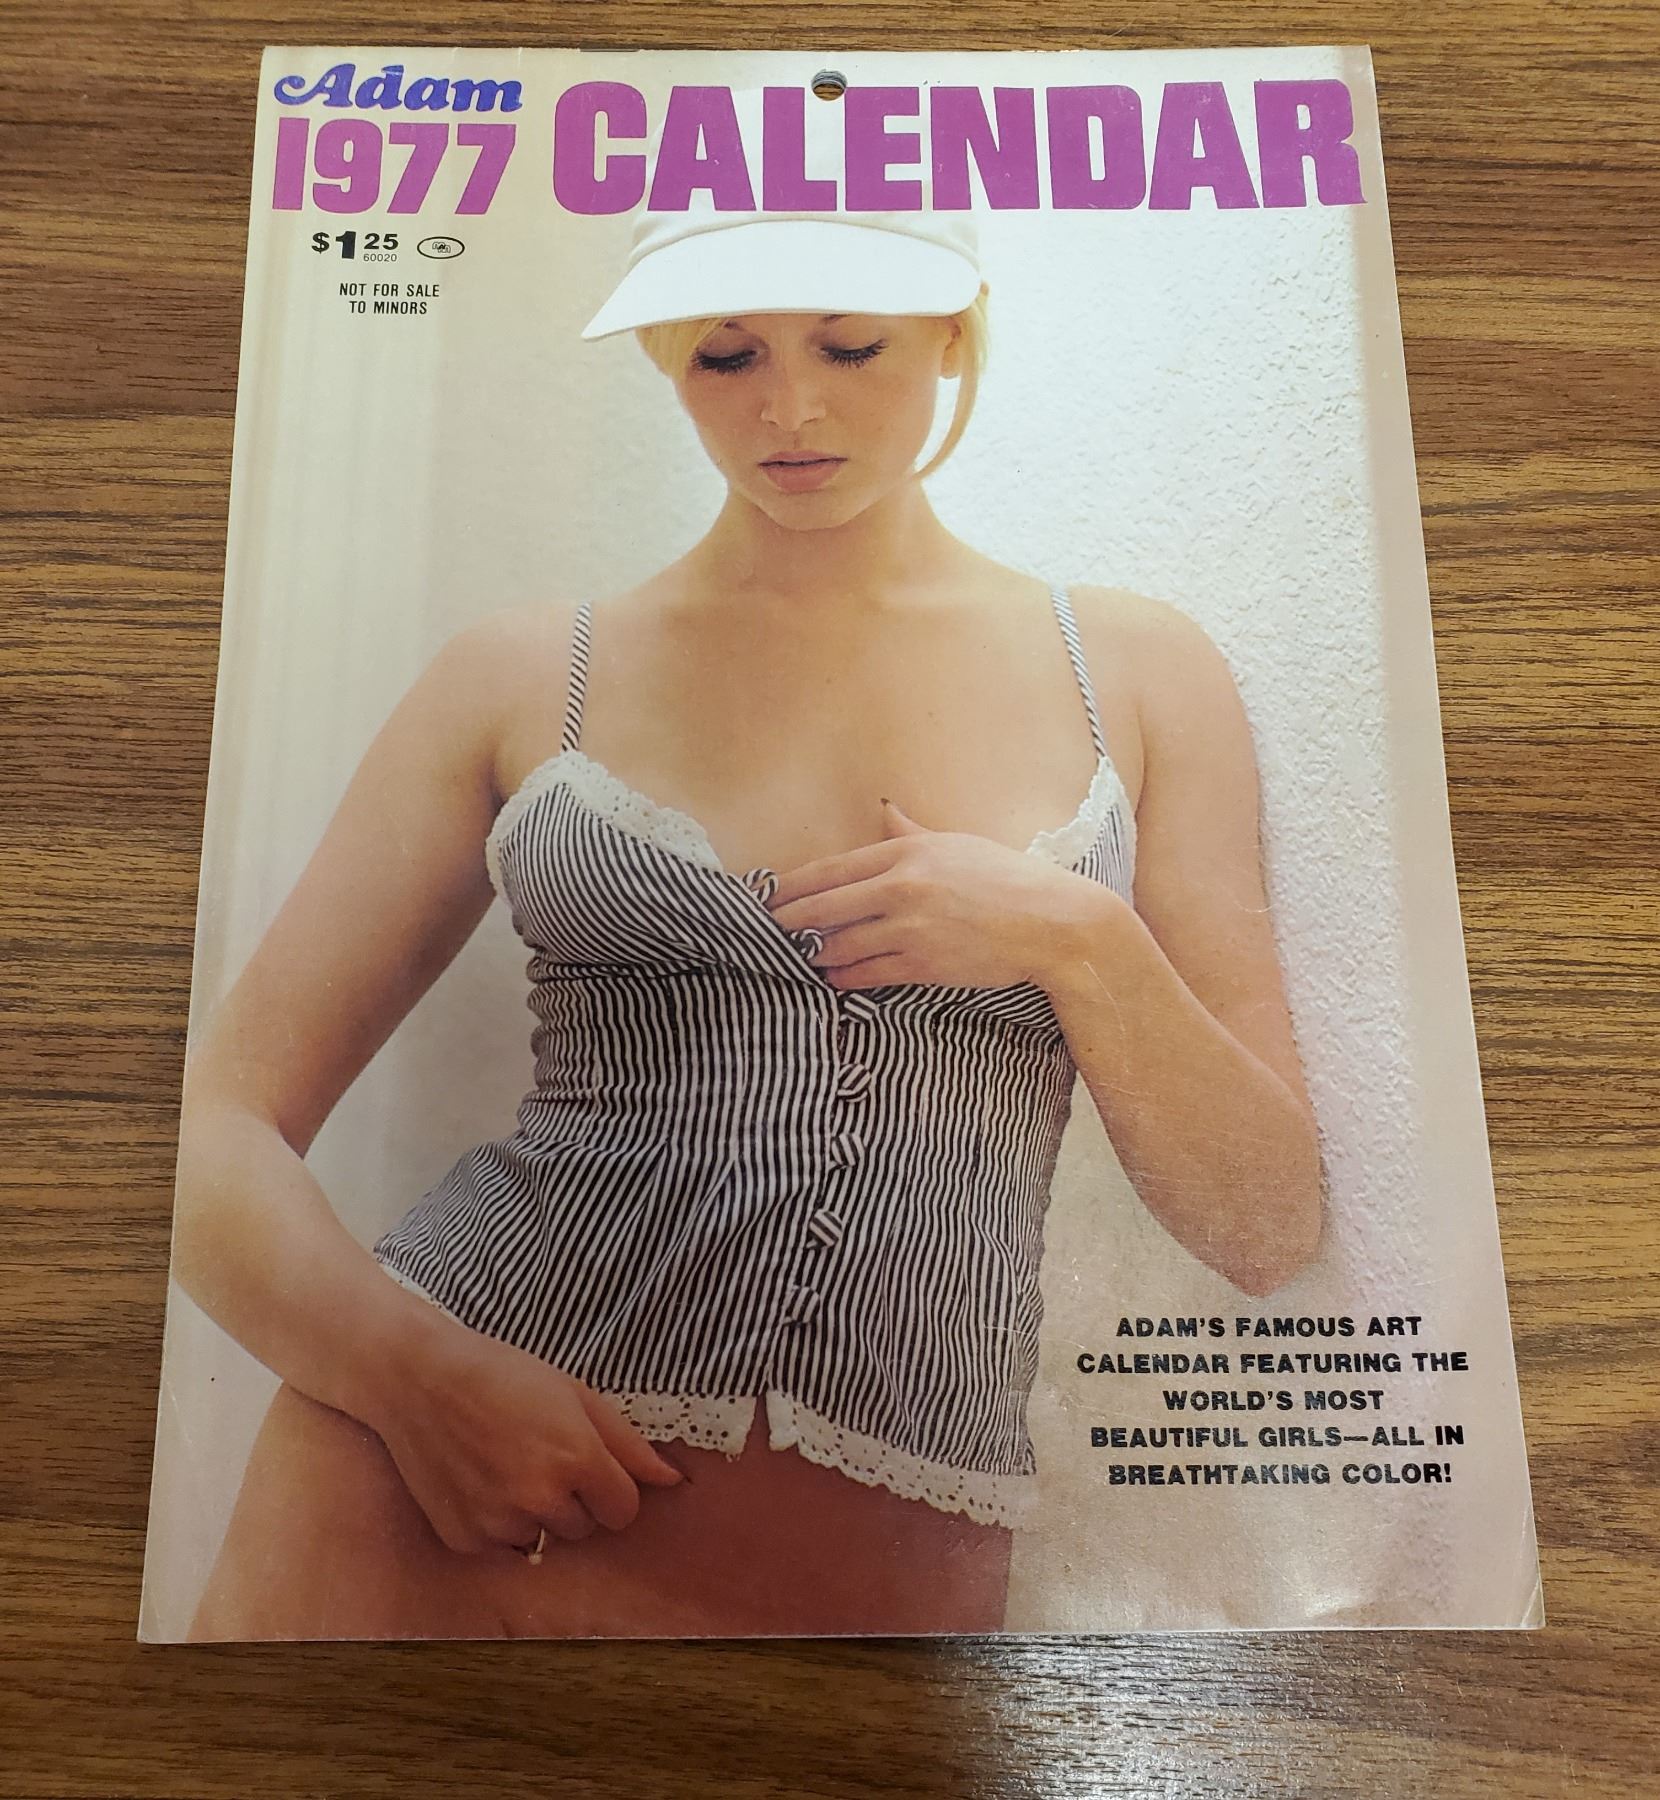 Adam
1977 CALENDAR
$1 25
60020
NOT FOR SALE
TO MINORS
ADAM'S FAMOUS ART
CALENDAR FEATURING THE
WORLD'S MOST
BEAUTIFUL GIRLS—ALL IN
BREATHTAKING COLOR!